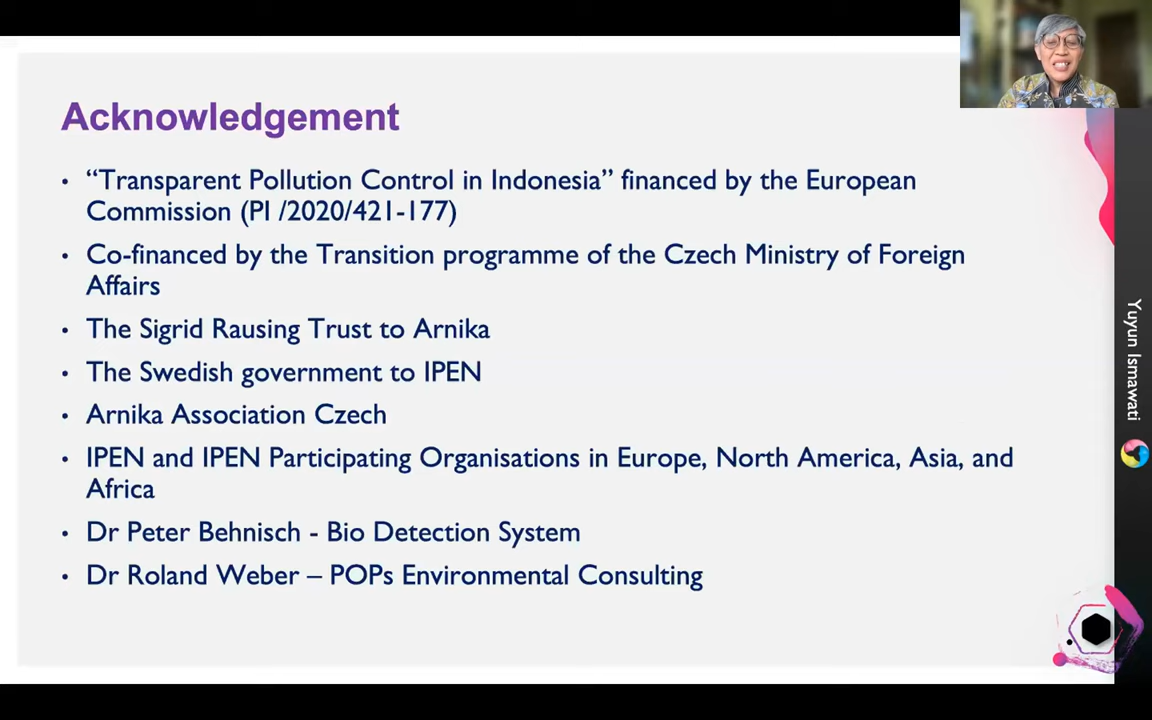 Acknowledgement
• “Transparent Pollution Control in Indonesia” financed by the European
Commission (PI /2020/421-177)
• Co-financed by the Transition programme of the Czech Ministry of Foreign
Affairs
• The Sigrid Rausing Trust to Arnika
• The Swedish government to IPEN
• Arnika Association Czech
• IPEN and IPEN Participating Organisations in Europe, North America, Asia, and
Africa
• Dr Peter Behnisch - Bio Detection System
• Dr Roland Weber – POPs Environmental Consulting
Yuyun Ismawati